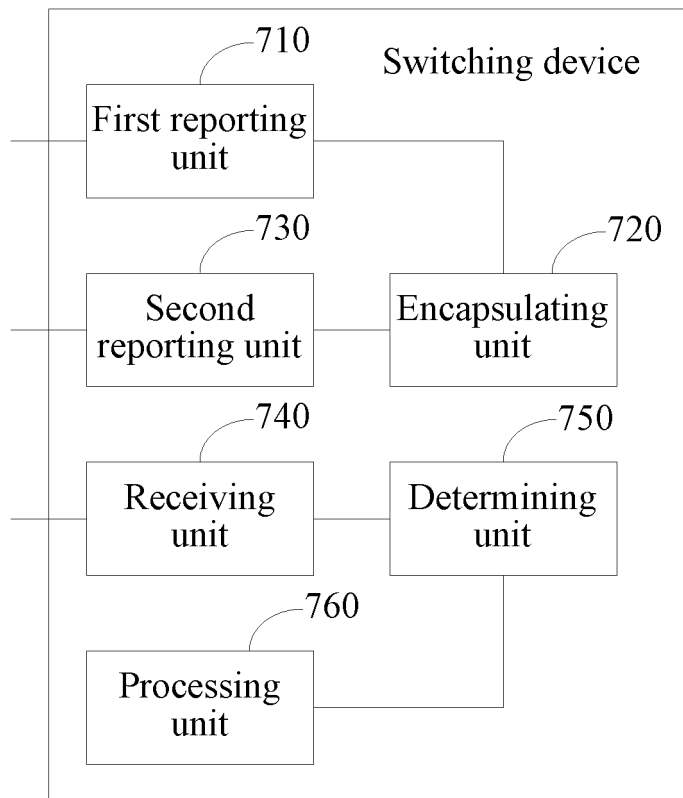 710
Switching device
First reporting
unit
730
720
Second
reporting unit
Encapsulating
unit
740
750
Receiving
unit
Determining
unit
760
Processing
unit